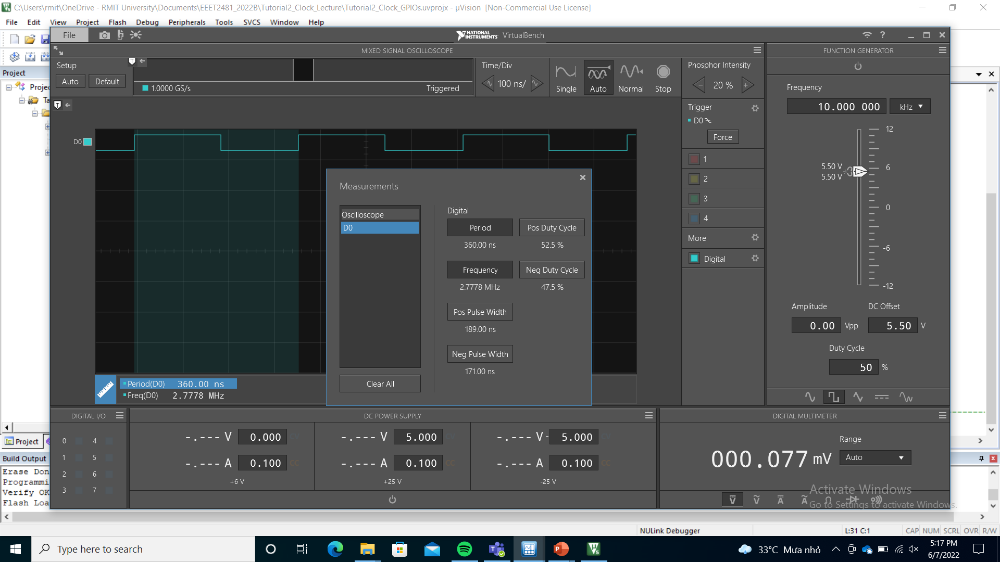 C:\Users\rmit\OneDrive - RMIT University\Documents\EEET2481_2022B\Tutorial2_Clock_Lecture\Tutorial2_Clock_GPIOs.uvprojx - µVision [Non-Commercial Use License]
File Edit View Project Flash Debug Peripherals Tools SVCS Window Help
File
NATIONAL INSTRUMENTS VirtualBench
?
MIXED SIGNAL OSCILLOSCOPE
FUNCTION GENERATOR
Setup
Auto Default
T
1.0000 GS/s
Triggered
Time/Div
100 ns/
Single Auto Normal Stop
Phosphor Intensity
20 %
Project
T
D0
Trigger
D0
Force
1
2
3
4
More
Digital
Frequency
10.000 000 kHz
12
6
0
-6
-12
5.50 V
5.50 V
Amplitude DC Offset
0.00 Vpp 5.50 V
Duty Cycle
50 %
Measurements
Oscilloscope
D0
Clear All
Digital
Period Pos Duty Cycle
360.00 ns 52.5 %
Frequency Neg Duty Cycle
2.7778 MHz 47.5 %
Pos Pulse Width
189.00 ns
Neg Pulse Width
171.00 ns
Period(D0) 360.00 ns
Freq(D0) 2.7778 MHz
DIGITAL I/O
0 4
1 5
2 6
3 7
DC POWER SUPPLY
-.--- V 0.000 CV
-.--- A 0.100 CC
+6 V
-.--- V 5.000 CV
-.--- A 0.100 CC
+25 V
-.--- V - 5.000 CV
-.--- A 0.100 CC
-25 V
DIGITAL MULTIMETER
000.077 mV
Range
Auto
V V A A Ω
Activate Windows
Go to Settings to activate Windows.
Project
Build Output
Erase Don
Programmi
Verify OK
Flash Loa
NULink Debugger
L:31 C:1
CAP NUM SCRL OVR R/W
Type here to search
33°C Mưa nhỏ
5:17 PM
6/7/2022